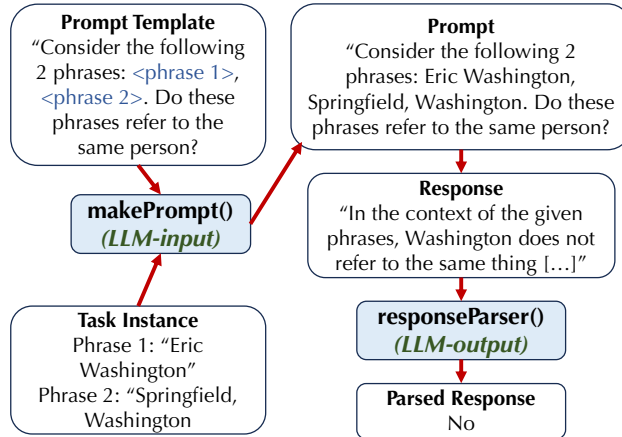 Prompt Template
“Consider the following
2 phrases: <phrase 1>,
<phrase 2>. Do these
phrases refer to the
same person?
makePrompt()
(LLM-input)
Task Instance
Phrase 1: “Eric
Washington”
Phrase 2: “Springfield,
Washington
Prompt
“Consider the following 2
phrases: Eric Washington,
Springfield, Washington. Do these
phrases refer to the same person?
Response
“In the context of the given
phrases, Washington does not
refer to the same thing […]”
responseParser()
(LLM-output)
Parsed Response
No